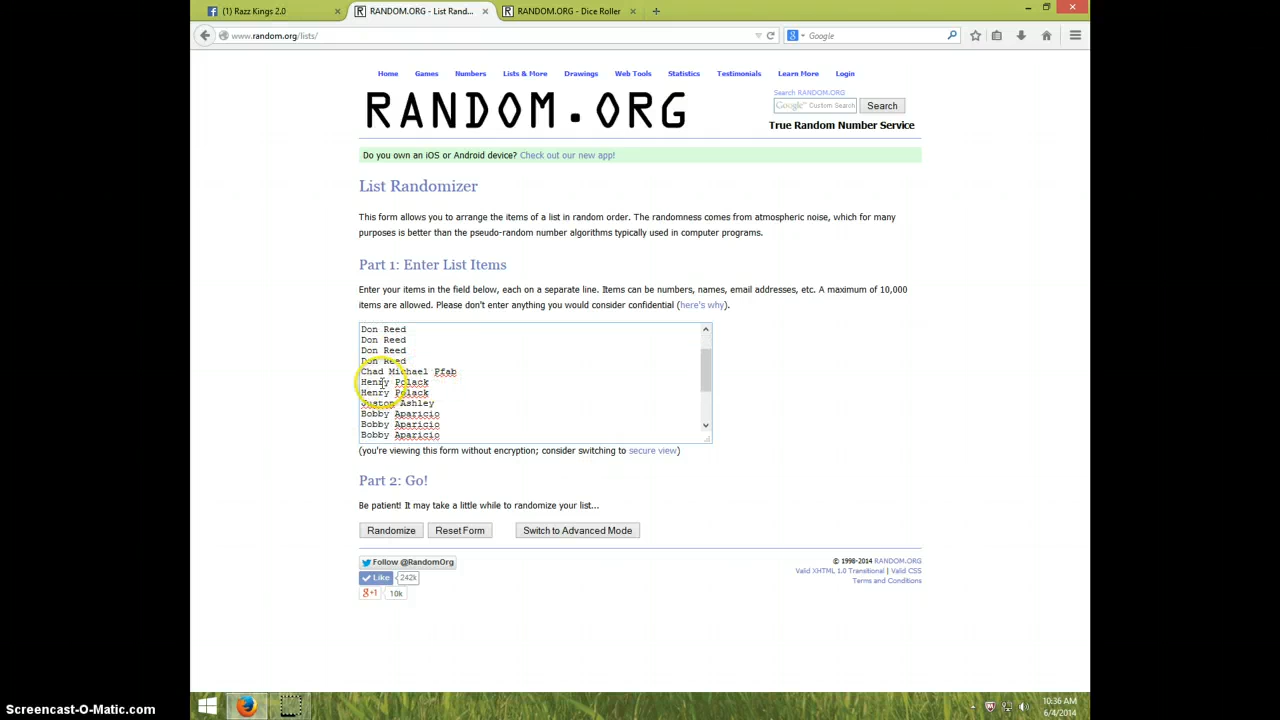 (1) Razz Kings 2.0
RANDOM.ORG - List Rand...
RANDOM.ORG - Dice Roller
www.random.org/lists/
Google
Home Games Numbers Lists & More Drawings Web Tools Statistics Testimonials Learn More Login
Search RANDOM.ORG
RANDOM.ORG
Google™ Custom Search
Search
True Random Number Service
Do you own an iOS or Android device? Check out our new app!
List Randomizer
This form allows you to arrange the items of a list in random order. The randomness comes from atmospheric noise, which for many
purposes is better than the pseudo-random number algorithms typically used in computer programs.
Part 1: Enter List Items
Enter your items in the field below, each on a separate line. Items can be numbers, names, email addresses, etc. A maximum of 10,000
items are allowed. Please don't enter anything you would consider confidential (here's why).
Don Reed
Don Reed
Don Reed
Don Reed
Chad Michael Pfab
Henry Polack
Henry Polack
Juston Ashley
Bobby Aparicio
Bobby Aparicio
Bobby Aparicio
(you're viewing this form without encryption; consider switching to secure view)
Part 2: Go!
Be patient! It may take a little while to randomize your list...
Randomize
Reset Form
Switch to Advanced Mode
Follow @RandomOrg
Like 242k
+1 10k
© 1998-2014 RANDOM.ORG
Valid XHTML 1.0 Transitional | Valid CSS
Terms and Conditions
10:36 AM
6/4/2014
Screencast-O-Matic.com